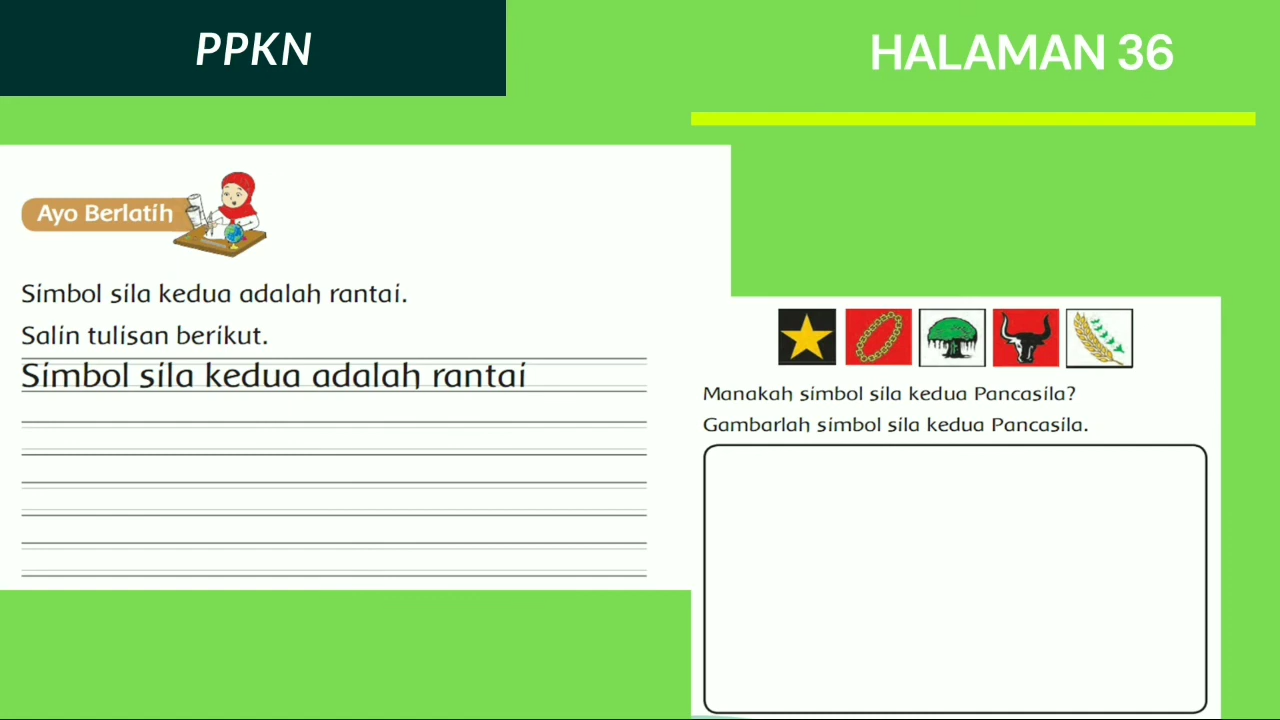 PPKN
HALAMAN 36
Ayo Berlatih
Simbol sila kedua adalah rantai.
Salin tulisan berikut.
Simbol sila kedua adalah rantai
Manakah simbol sila kedua Pancasila?
Gambarlah simbol sila kedua Pancasila.